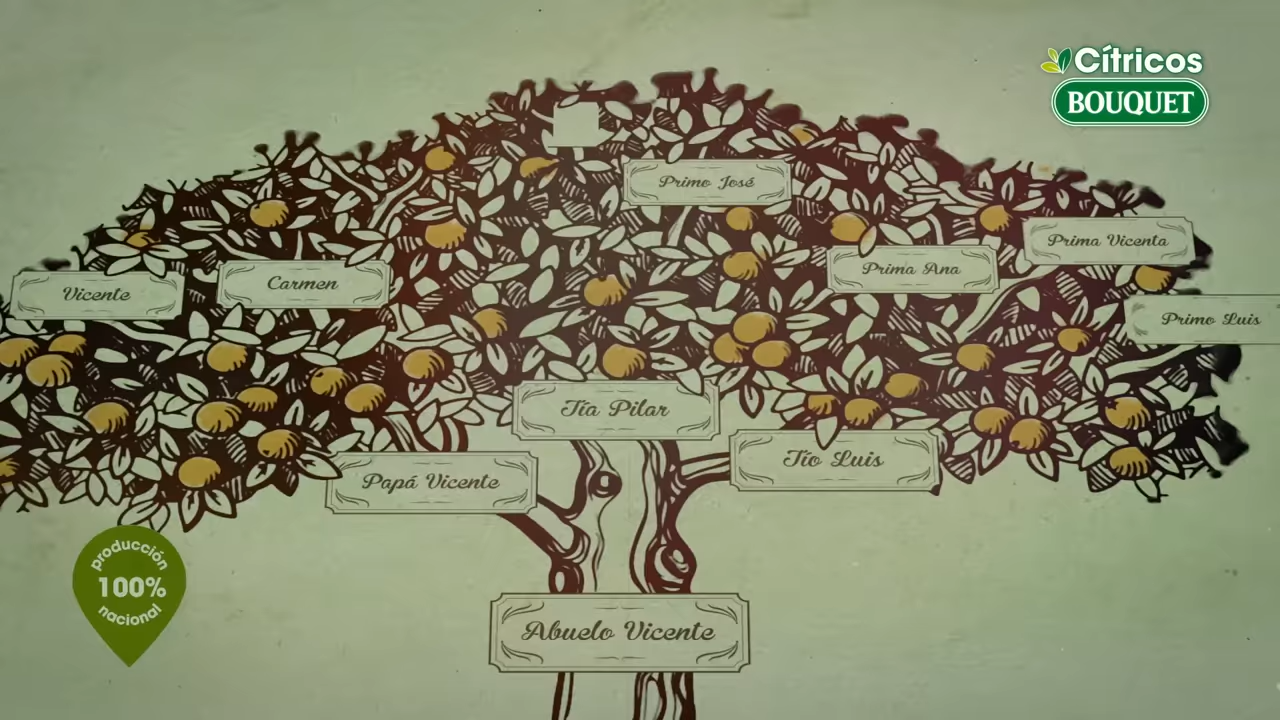 Cítricos
BOUQUET
Primo José
Prima Vicenta
Prima Ana
Carmen
Vicente
Primo Luis
Tía Pilar
Tío Luis
Papá Vicente
producción
100%
nacional
Abuelo Vicente